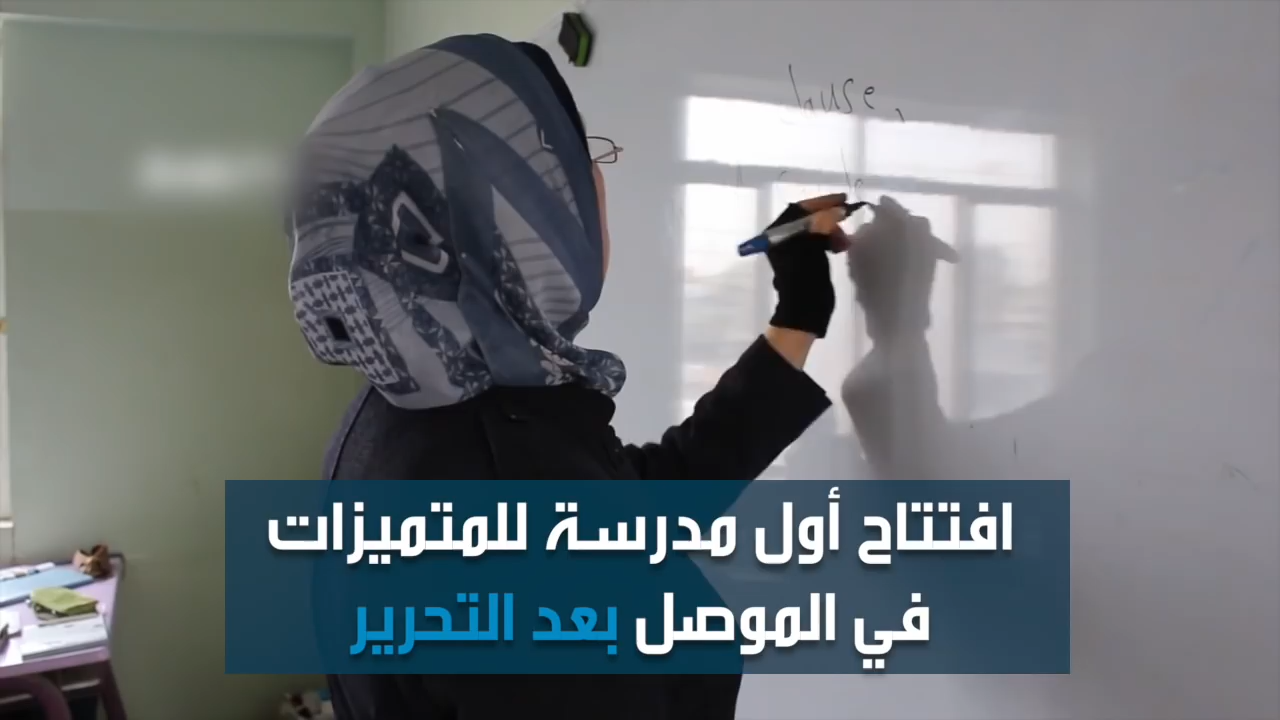 افتتاح أول مدرسة للمتميزات
في الموصل بعد التحرير